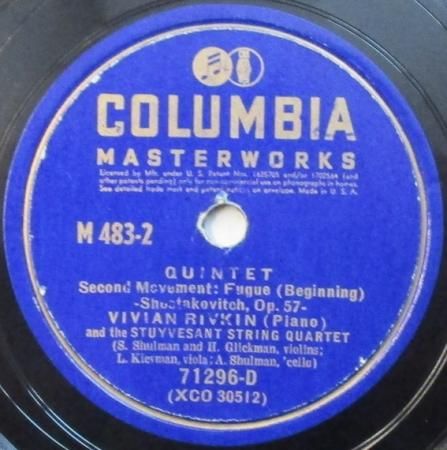 COLUMBIA
MASTERWORKS
Licensed by Mfr. under U. S. Patent Nos. 1625705 and/or 1702564 (and
other patents pending) only for non-commercial use on phonographs in homes.
See detailed trade mark and patent notices on envelope. Made in U. S. A.
M 483-2
QUINTET
Second Movement: Fugue (Beginning)
-Shostakovitch, Op. 57-
VIVIAN RIVKIN (Piano)
and the STUYVESANT STRING QUARTET
(S. Shulman and H. Glickman, violins;
L. Kievman, viola; A. Shulman, 'cello)
71296-D
(XCO 30512)